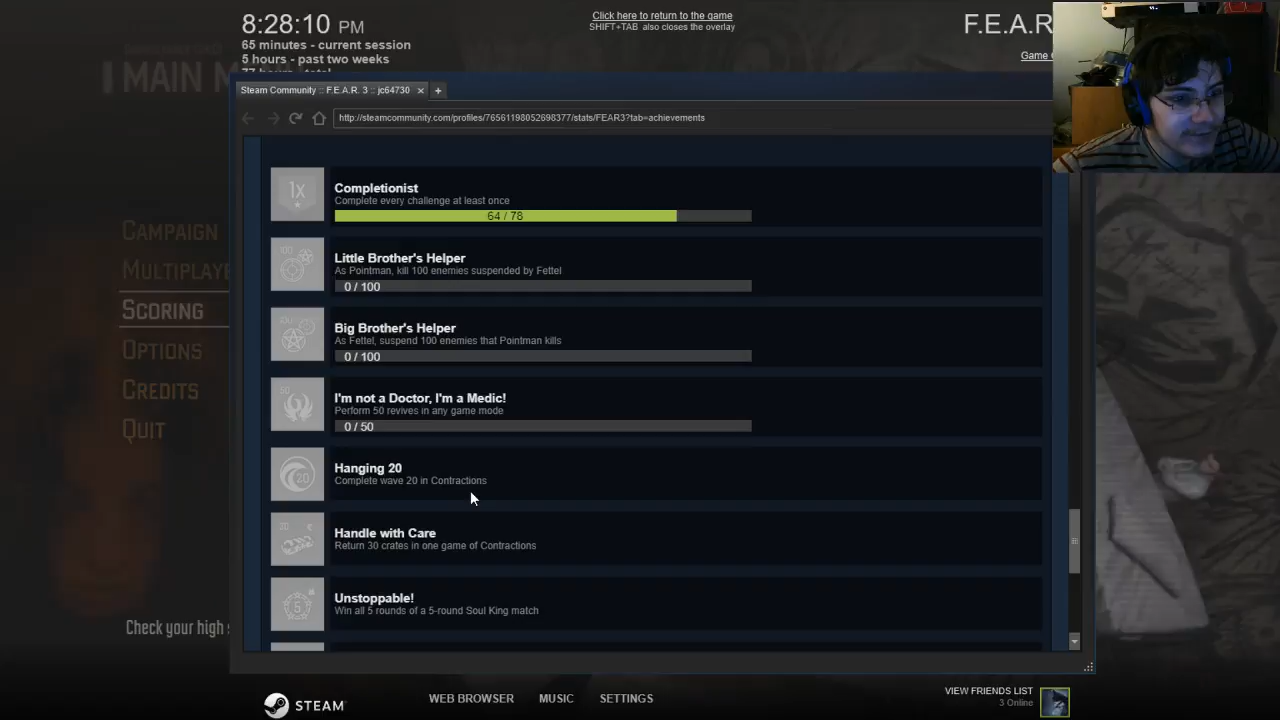 8:28:10 PM
65 minutes - current session
5 hours - past two weeks
Click here to return to the game
SHIFT+TAB also closes the overlay
F.E.A.R
Game
MAIN M
Steam Community :: F.E.A.R. 3 :: jc64730
http://steamcommunity.com/profiles/76561198052698377/stats/FEAR3?tab=achievements
CAMPAIGN
MULTIPLAY
SCORING
OPTIONS
CREDITS
QUIT
Check your high s
1x
Completionist
Complete every challenge at least once
64 / 78
100
Little Brother's Helper
As Pointman, kill 100 enemies suspended by Fettel
0 / 100
Big Brother's Helper
As Fettel, suspend 100 enemies that Pointman kills
0 / 100
50
I'm not a Doctor, I'm a Medic!
Perform 50 revives in any game mode
0 / 50
20
Hanging 20
Complete wave 20 in Contractions
Handle with Care
Return 30 crates in one game of Contractions
5
Unstoppable!
Win all 5 rounds of a 5-round Soul King match
STEAM
WEB BROWSER
MUSIC
SETTINGS
VIEW FRIENDS LIST
3 Online